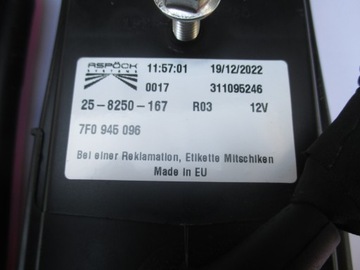 ASPÖCK 11:57:01 19/12/2022
SYSTEMS 0017 311095246
25-8250-167 R03 12V
7F0 945 096
Bei einer Reklamation, Etikette Mitschiken
Made in EU